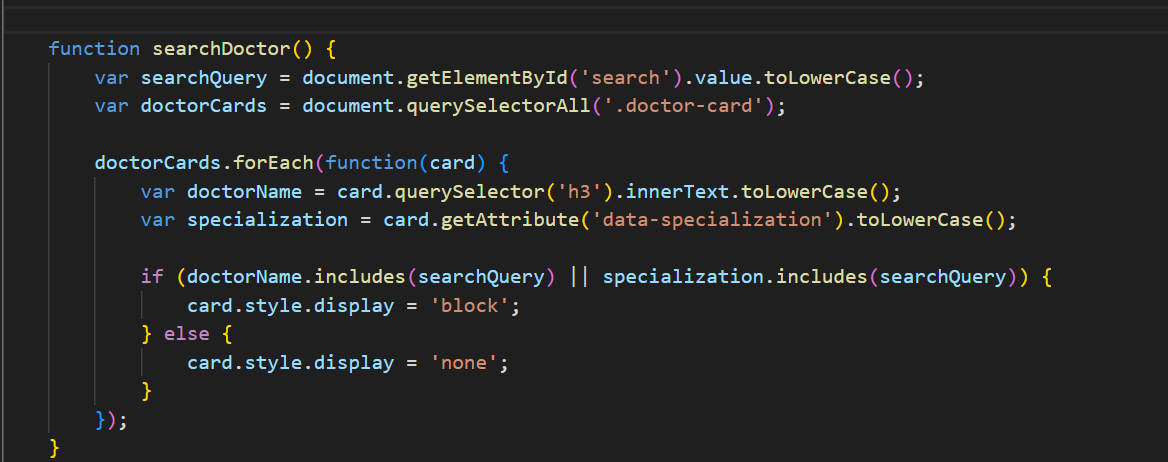 function searchDoctor() {
    var searchQuery = document.getElementById('search').value.toLowerCase();
    var doctorCards = document.querySelectorAll('.doctor-card');

    doctorCards.forEach(function(card) {
        var doctorName = card.querySelector('h3').innerText.toLowerCase();
        var specialization = card.getAttribute('data-specialization').toLowerCase();

        if (doctorName.includes(searchQuery) || specialization.includes(searchQuery)) {
            card.style.display = 'block';
        } else {
            card.style.display = 'none';
        }
    });
}